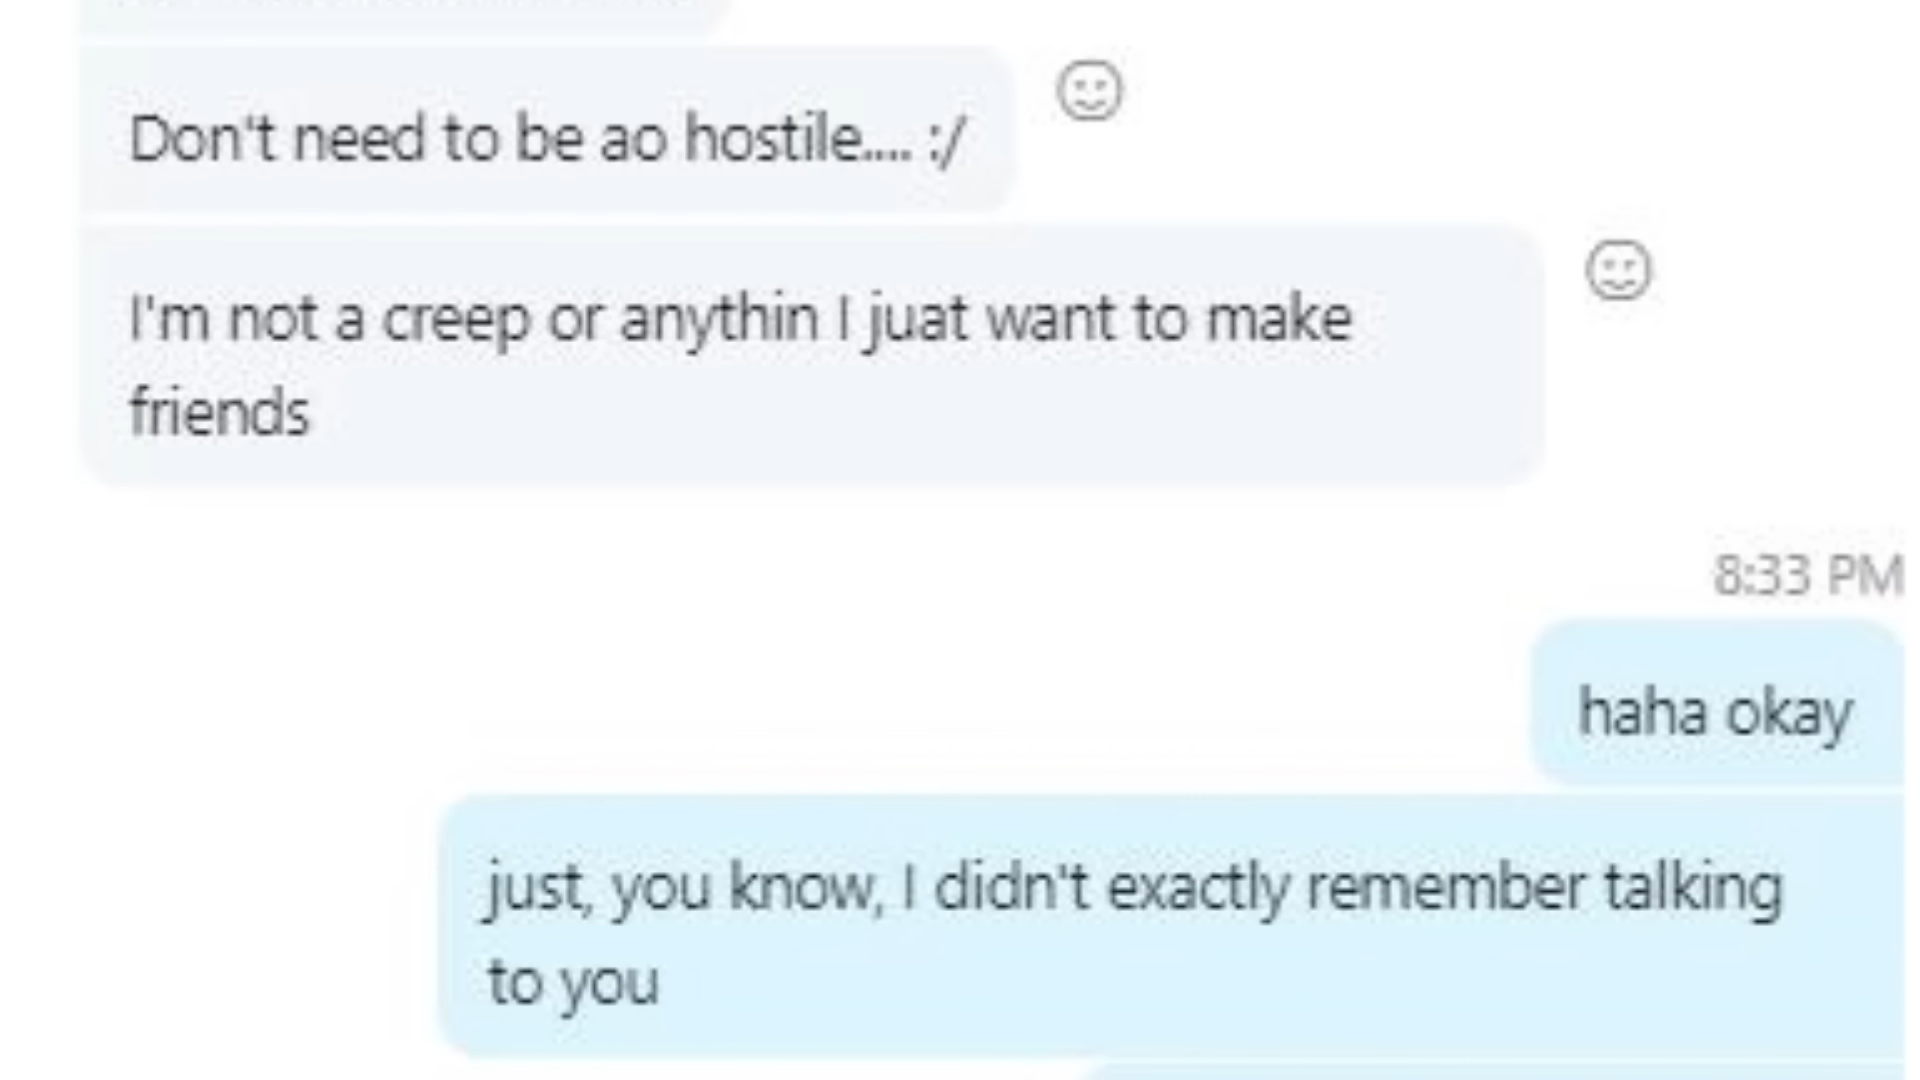 Don't need to be ao hostile.... :/
I'm not a creep or anythin I juat want to make
friends
8:33 PM
haha okay
just, you know, I didn't exactly remember talking
to you